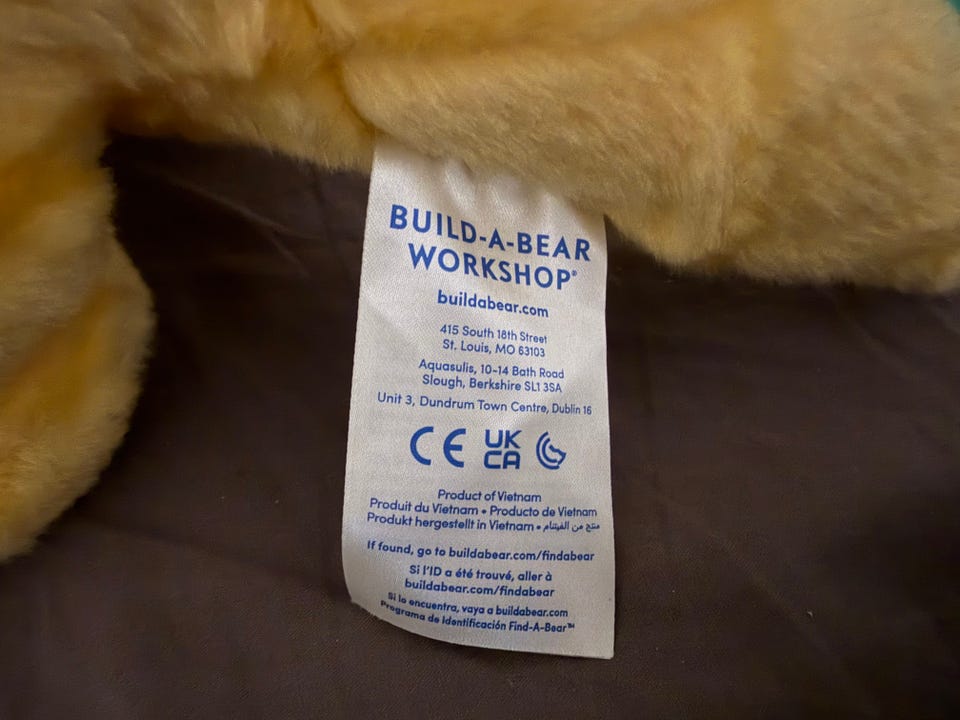 BUILD-A-BEAR
WORKSHOP®
buildabear.com
415 South 18th Street
St. Louis, MO 63103
Aquasulis, 10-14 Bath Road
Slough, Berkshire SL1 3SA
Unit 3, Dundrum Town Centre, Dublin 16
CE UK CA
Product of Vietnam
Produit du Vietnam • Producto de Vietnam
Produkt hergestellt in Vietnam • منتج من الفيتنام
If found, go to buildabear.com/findabear
Si l'ID a été trouvé, aller à
buildabear.com/findabear
Si lo encuentra, vaya a buildabear.com
Programa de Identificación Find-A-Bear™